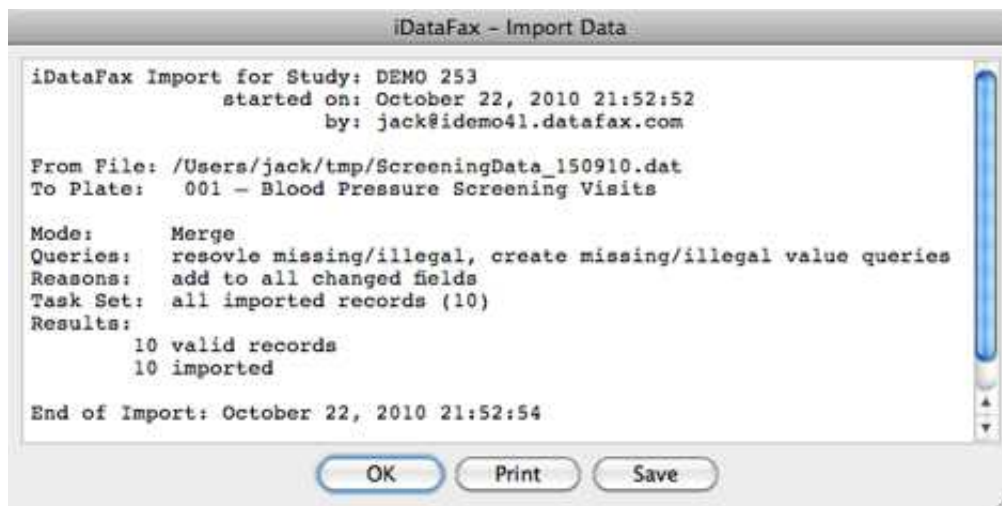 iDataFax – Import Data
iDataFax Import for Study: DEMO 253
started on: October 22, 2010 21:52:52
by: jack@idemo41.datafax.com
From File: /Users/jack/tmp/ScreeningData_150910.dat
To Plate: 001 – Blood Pressure Screening Visits
Mode: Merge
Queries: resovle missing/illegal, create missing/illegal value queries
Reasons: add to all changed fields
Task Set: all imported records (10)
Results:
10 valid records
10 imported
End of Import: October 22, 2010 21:52:54
OK Print Save